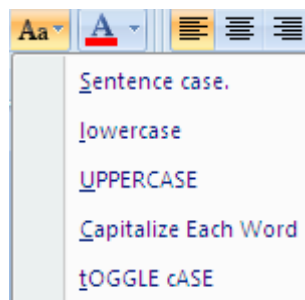 Aa A
Sentence case.
lowercase
UPPERCASE
Capitalize Each Word
tOGGLE cASE